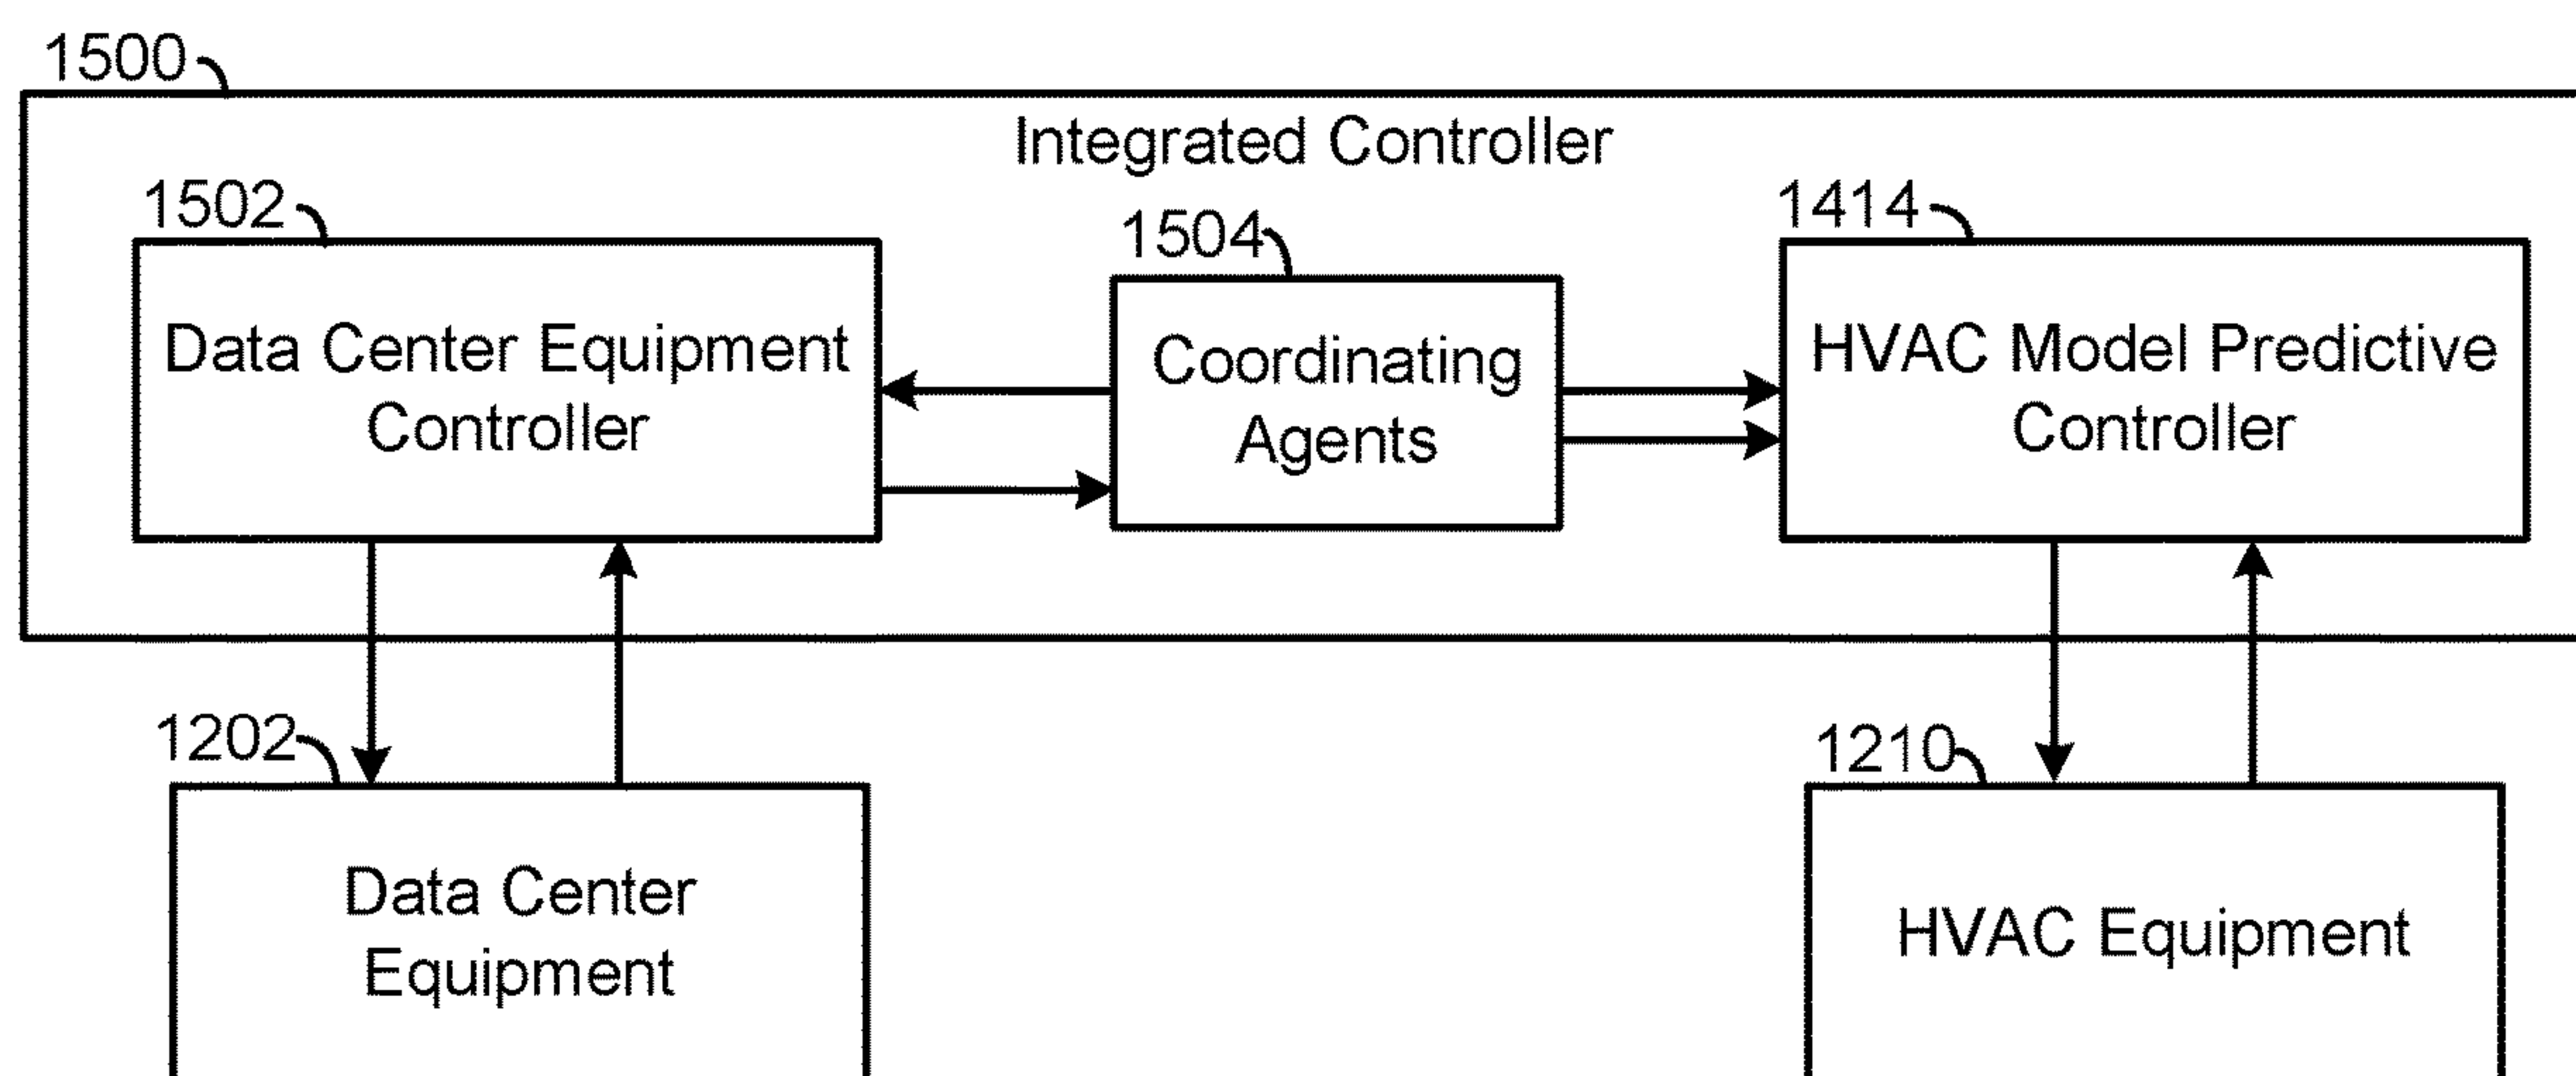 1500
Integrated Controller
1502
1504
1414
Data Center Equipment
Controller
Coordinating
Agents
HVAC Model Predictive
Controller
1202
1210
Data Center
Equipment
HVAC Equipment